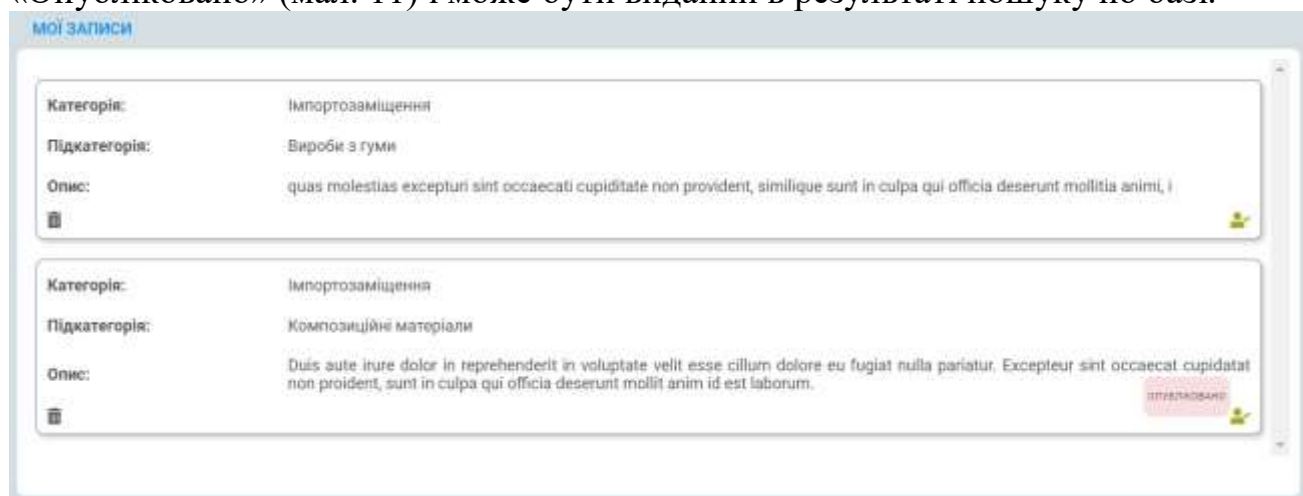 «Опубліковано» (мал. 11) і може бути виданий в результаті пошуку по базі.
МОЇ ЗАПИСИ
Категорія: Імпортозаміщення
Підкатегорія: Вироби з гуми
Опис: quas molestias excepturi sint occaecati cupiditate non provident, similique sunt in culpa qui officia deserunt mollitia animi, i
Категорія: Імпортозаміщення
Підкатегорія: Композиційні матеріали
Опис: Duis aute irure dolor in reprehenderit in voluptate velit esse cillum dolore eu fugiat nulla pariatur. Excepteur sint occaecat cupidatat
non proident, sunt in culpa qui officia deserunt mollit anim id est laborum.
ОПУБЛІКОВАНО